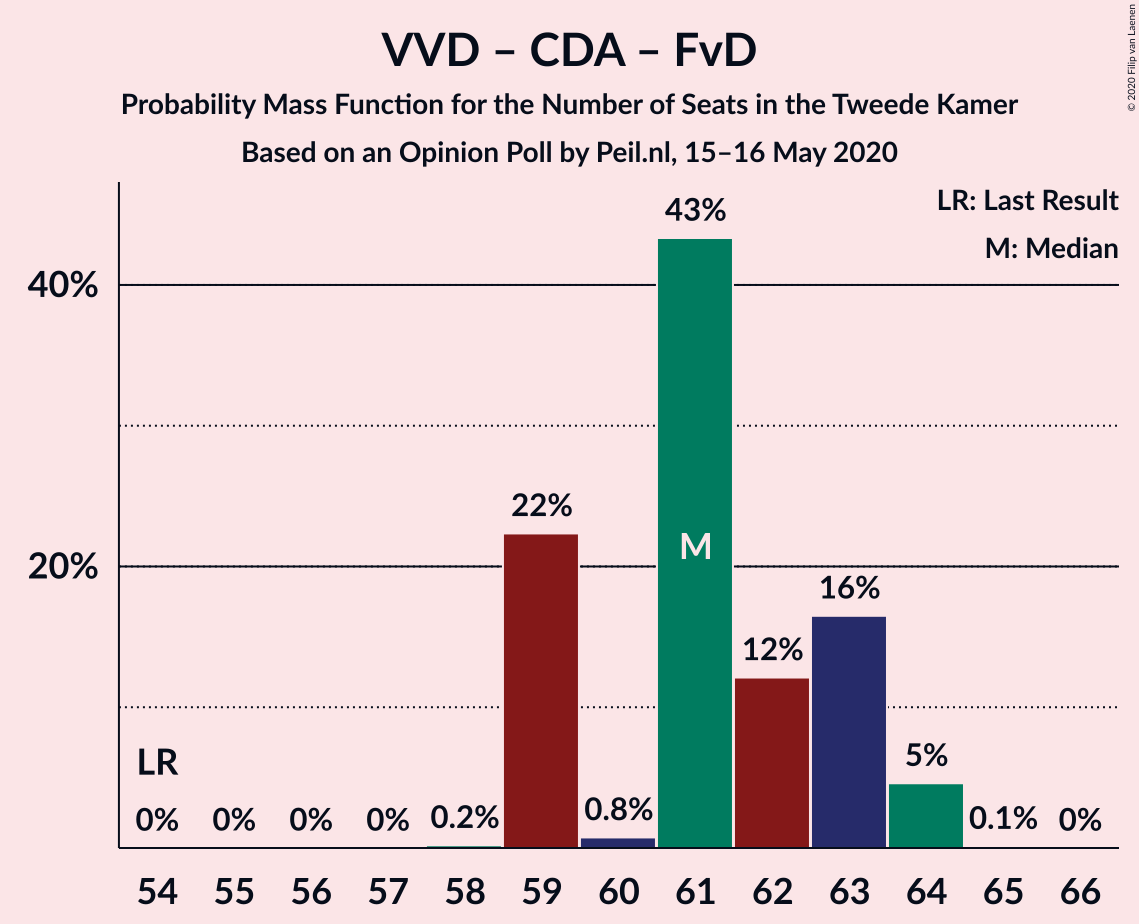 VVD – CDA – FvD
Probability Mass Function for the Number of Seats in the Tweede Kamer
Based on an Opinion Poll by Peil.nl, 15–16 May 2020
© 2020 Filip van Laenen
LR: Last Result
M: Median
43%
40%
22%
M
20%
16%
12%
LR
5%
0% 0% 0% 0% 0.2% 0.8% 0.1% 0%
54 55 56 57 58 59 60 61 62 63 64 65 66